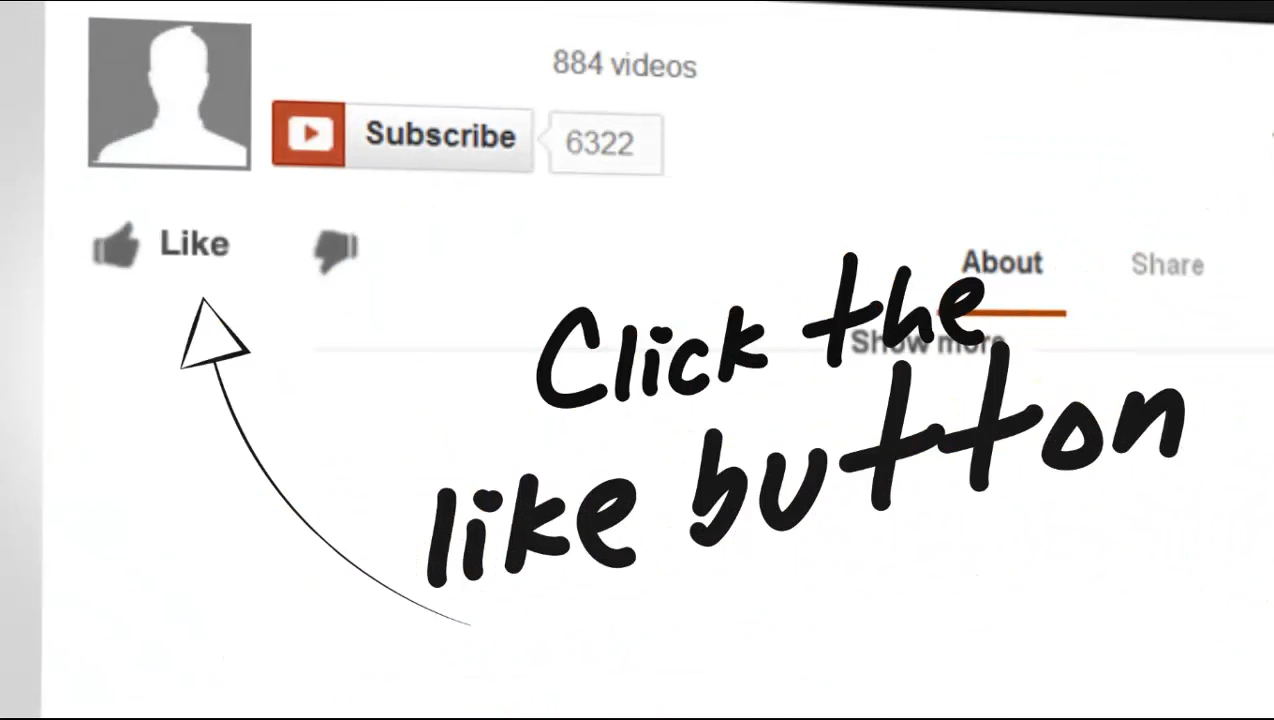 884 videos
Subscribe 6322
Like
About Share
Show more
Click the
like button